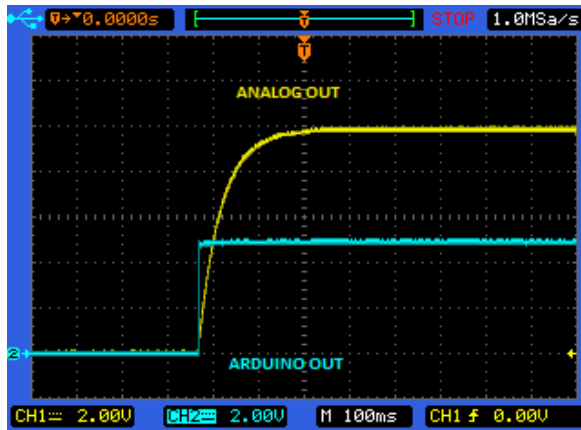 T→▼0.0000s [ T ] STOP 1.0MSa/s
T
ANALOG OUT
2
ARDUINO OUT
CH1= 2.00V CH2= 2.00V M 100ms CH1 ƒ 0.00V